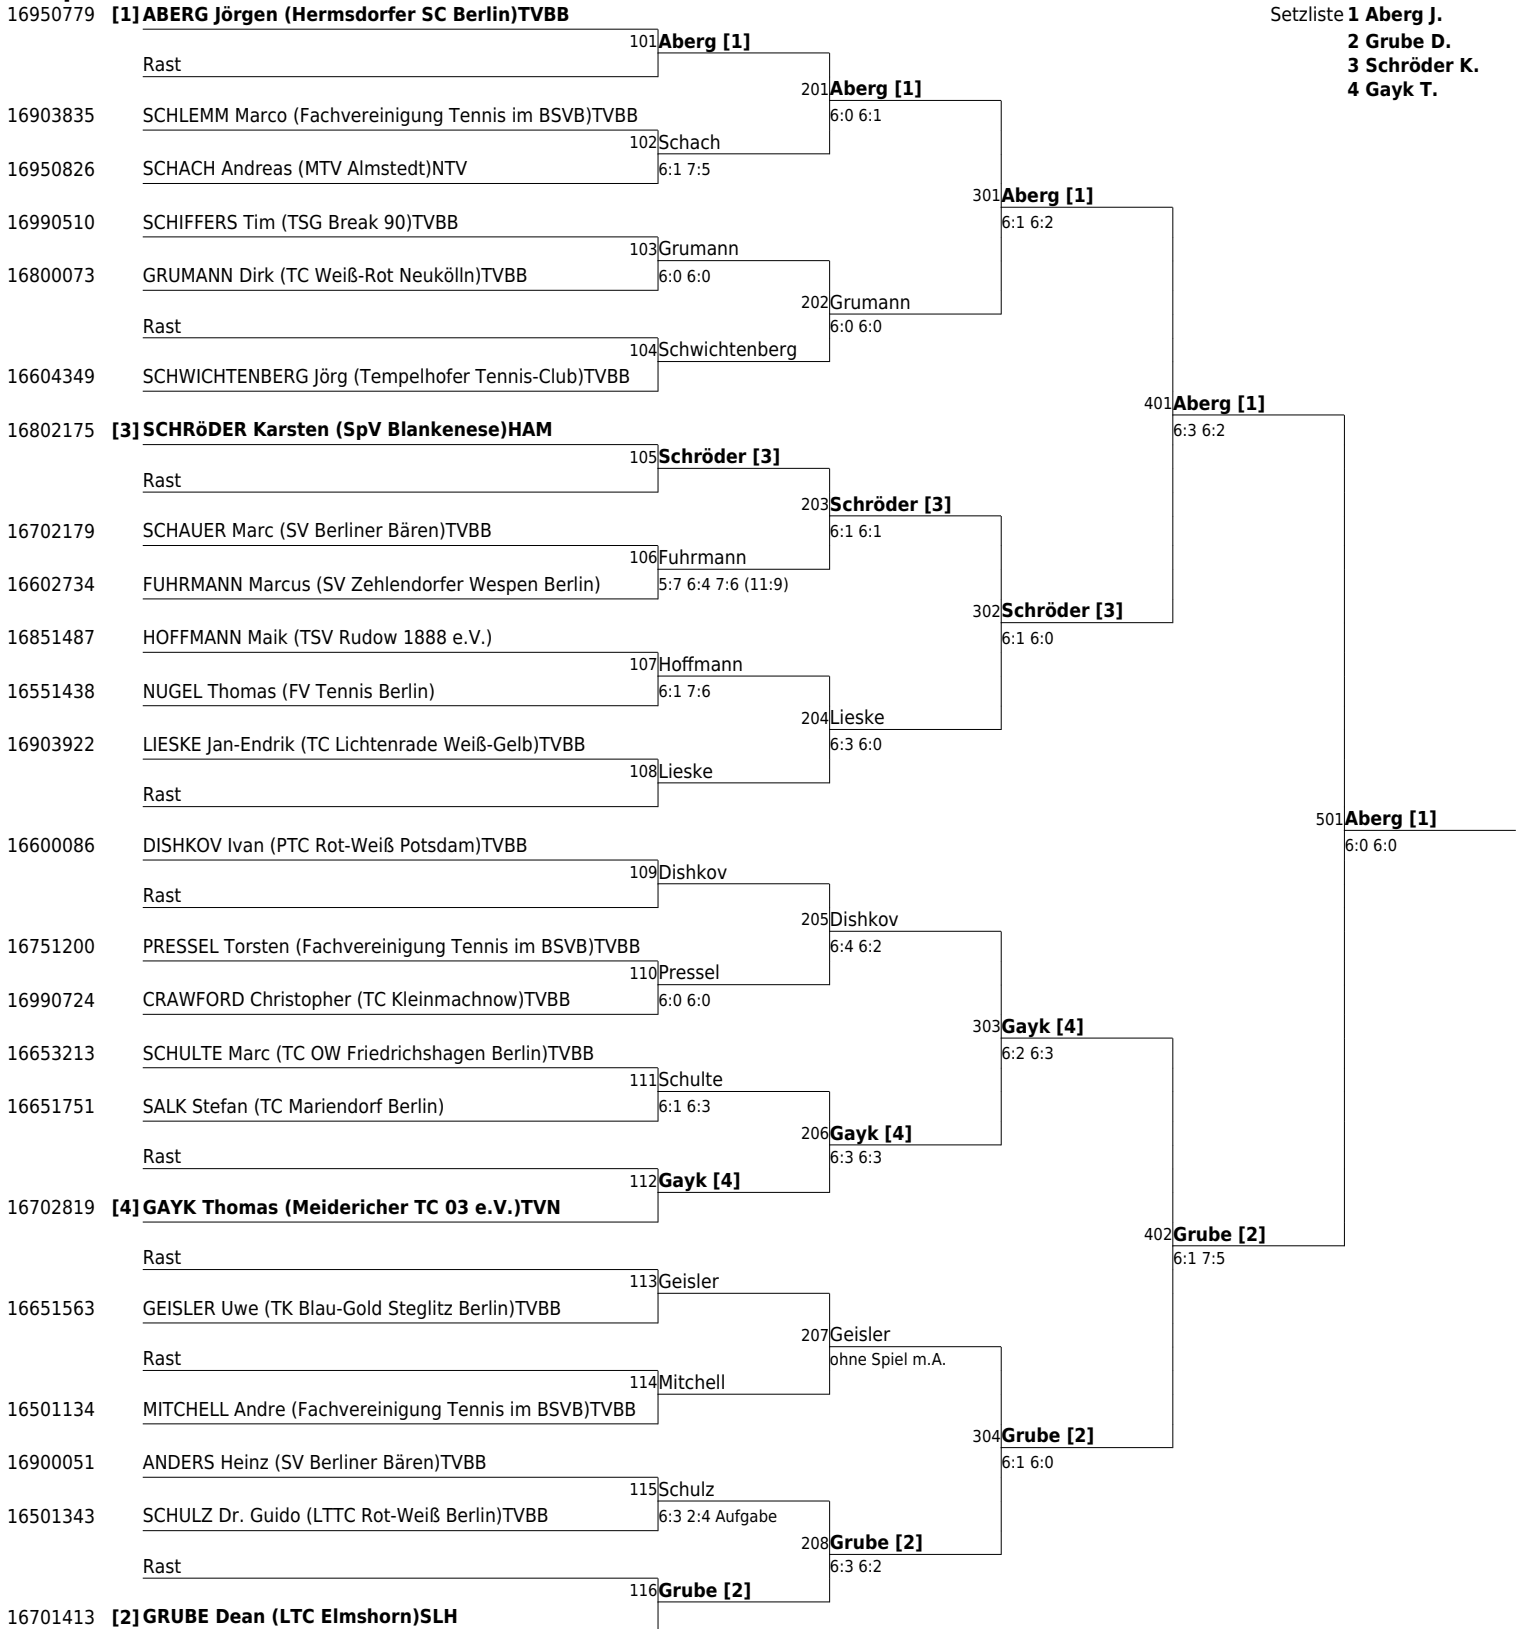 16950779 [1] ABERG Jörgen (Hermsdorfer SC Berlin)TVBB
Setzliste 1 Aberg J.
2 Grube D.
3 Schröder K.
4 Gayk T.
101 Aberg [1]
Rast
201 Aberg [1]
6:0 6:1
16903835 SCHLEMM Marco (Fachvereinigung Tennis im BSVB)TVBB
102 Schach
6:1 7:5
16950826 SCHACH Andreas (MTV Almstedt)NTV
301 Aberg [1]
6:1 6:2
16990510 SCHIFFERS Tim (TSG Break 90)TVBB
103 Grumann
6:0 6:0
16800073 GRUMANN Dirk (TC Weiß-Rot Neukölln)TVBB
202 Grumann
6:0 6:0
Rast
104 Schwichtenberg
16604349 SCHWICHTENBERG Jörg (Tempelhofer Tennis-Club)TVBB
401 Aberg [1]
6:3 6:2
16802175 [3] SCHRöDER Karsten (SpV Blankenese)HAM
105 Schröder [3]
Rast
203 Schröder [3]
6:1 6:1
16702179 SCHAUER Marc (SV Berliner Bären)TVBB
106 Fuhrmann
5:7 6:4 7:6 (11:9)
16602734 FUHRMANN Marcus (SV Zehlendorfer Wespen Berlin)
302 Schröder [3]
6:1 6:0
16851487 HOFFMANN Maik (TSV Rudow 1888 e.V.)
107 Hoffmann
6:1 7:6
16551438 NUGEL Thomas (FV Tennis Berlin)
204 Lieske
6:3 6:0
16903922 LIESKE Jan-Endrik (TC Lichtenrade Weiß-Gelb)TVBB
108 Lieske
Rast
501 Aberg [1]
6:0 6:0
16600086 DISHKOV Ivan (PTC Rot-Weiß Potsdam)TVBB
109 Dishkov
Rast
205 Dishkov
6:4 6:2
16751200 PRESSEL Torsten (Fachvereinigung Tennis im BSVB)TVBB
110 Pressel
6:0 6:0
16990724 CRAWFORD Christopher (TC Kleinmachnow)TVBB
303 Gayk [4]
6:2 6:3
16653213 SCHULTE Marc (TC OW Friedrichshagen Berlin)TVBB
111 Schulte
6:1 6:3
16651751 SALK Stefan (TC Mariendorf Berlin)
206 Gayk [4]
6:3 6:3
Rast
112 Gayk [4]
16702819 [4] GAYK Thomas (Meidericher TC 03 e.V.)TVN
402 Grube [2]
6:1 7:5
Rast
113 Geisler
16651563 GEISLER Uwe (TK Blau-Gold Steglitz Berlin)TVBB
207 Geisler
ohne Spiel m.A.
Rast
114 Mitchell
16501134 MITCHELL Andre (Fachvereinigung Tennis im BSVB)TVBB
304 Grube [2]
6:1 6:0
16900051 ANDERS Heinz (SV Berliner Bären)TVBB
115 Schulz
6:3 2:4 Aufgabe
16501343 SCHULZ Dr. Guido (LTTC Rot-Weiß Berlin)TVBB
208 Grube [2]
6:3 6:2
Rast
116 Grube [2]
16701413 [2] GRUBE Dean (LTC Elmshorn)SLH